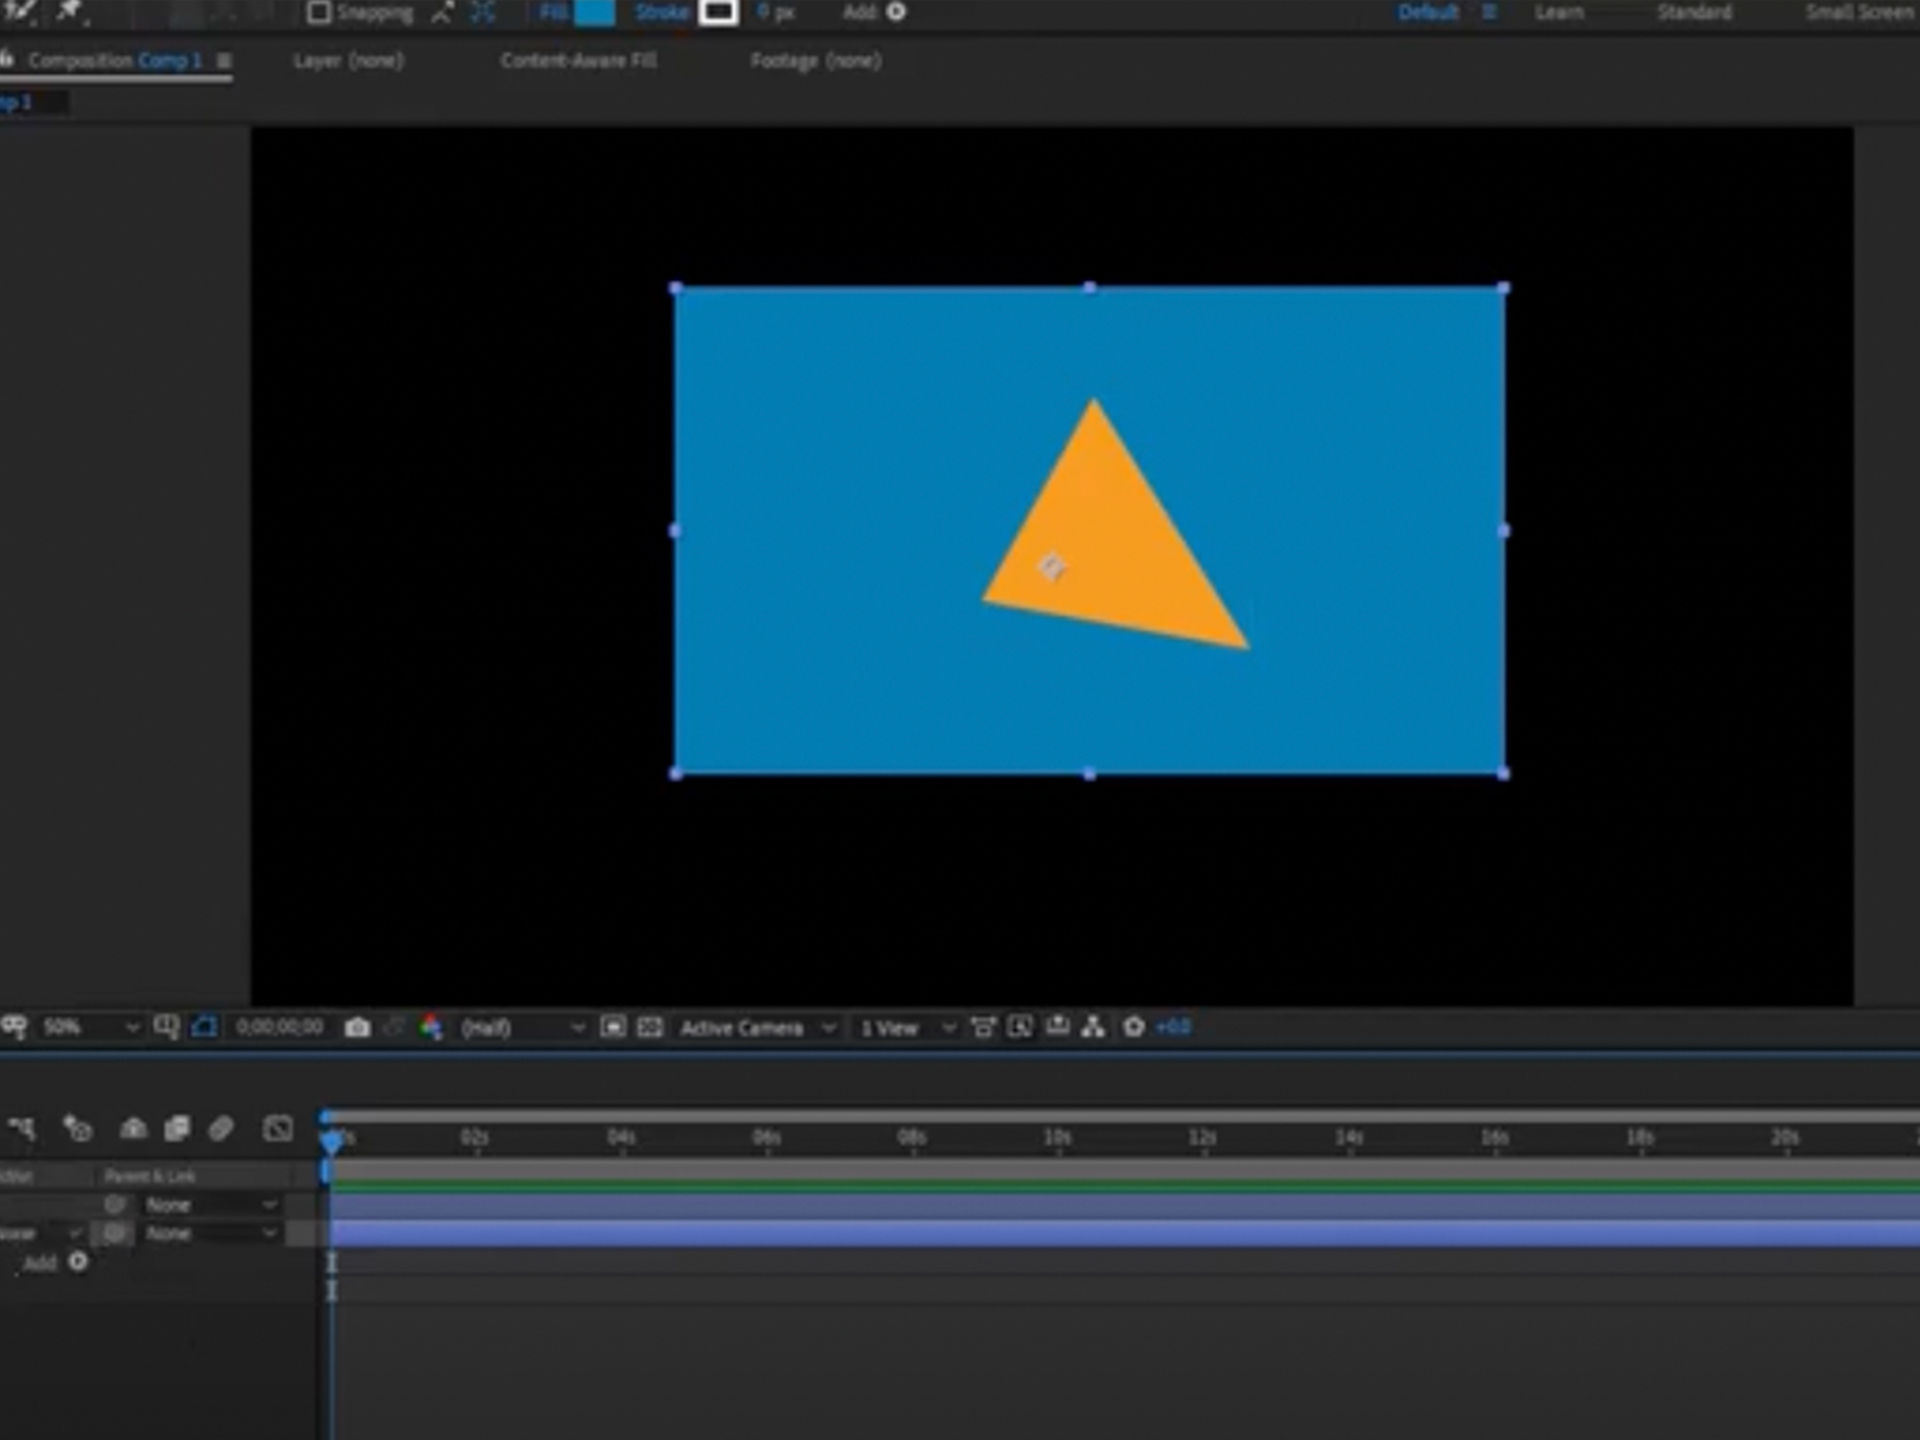 Snapping Fill Stroke 0 px Add: Default Learn Standard Small Screen
Composition Comp 1 Layer (none) Content-Aware Fill Footage (none)
mp 1
50% 0;00;00;00 (Half) Active Camera 1 View +0.0
02s 04s 06s 08s 10s 12s 14s 16s 18s 20s
Parent & Link
None
None
Add: